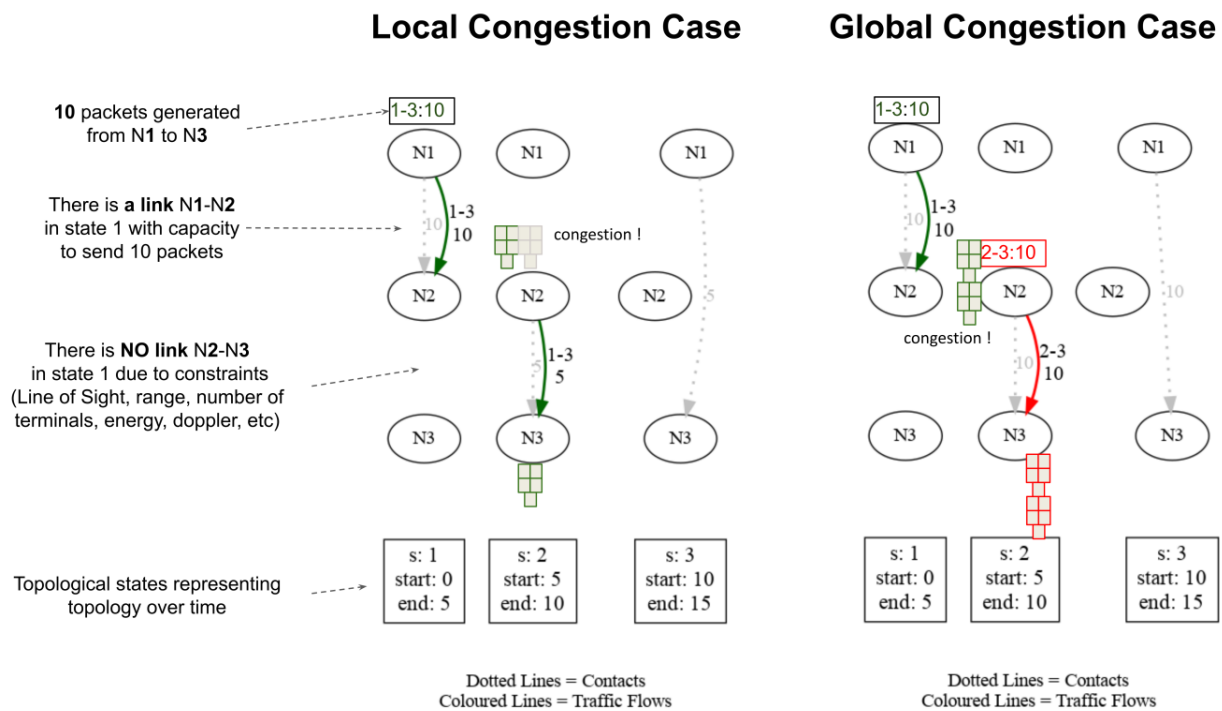 Local Congestion Case
Global Congestion Case
10 packets generated
from N1 to N3
There is a link N1-N2
in state 1 with capacity
to send 10 packets
There is NO link N2-N3
in state 1 due to constraints
(Line of Sight, range, number of
terminals, energy, doppler, etc)
Topological states representing
topology over time
1-3:10
N1
N1
N1
10
1-3
10
5
congestion !
N2
N2
N2
5
1-3
5
N3
N3
N3
s: 1
start: 0
end: 5
s: 2
start: 5
end: 10
s: 3
start: 10
end: 15
Dotted Lines = Contacts
Coloured Lines = Traffic Flows
1-3:10
N1
N1
N1
10
1-3
10
10
2-3:10
N2
N2
N2
congestion !
10
2-3
10
N3
N3
N3
s: 1
start: 0
end: 5
s: 2
start: 5
end: 10
s: 3
start: 10
end: 15
Dotted Lines = Contacts
Coloured Lines = Traffic Flows